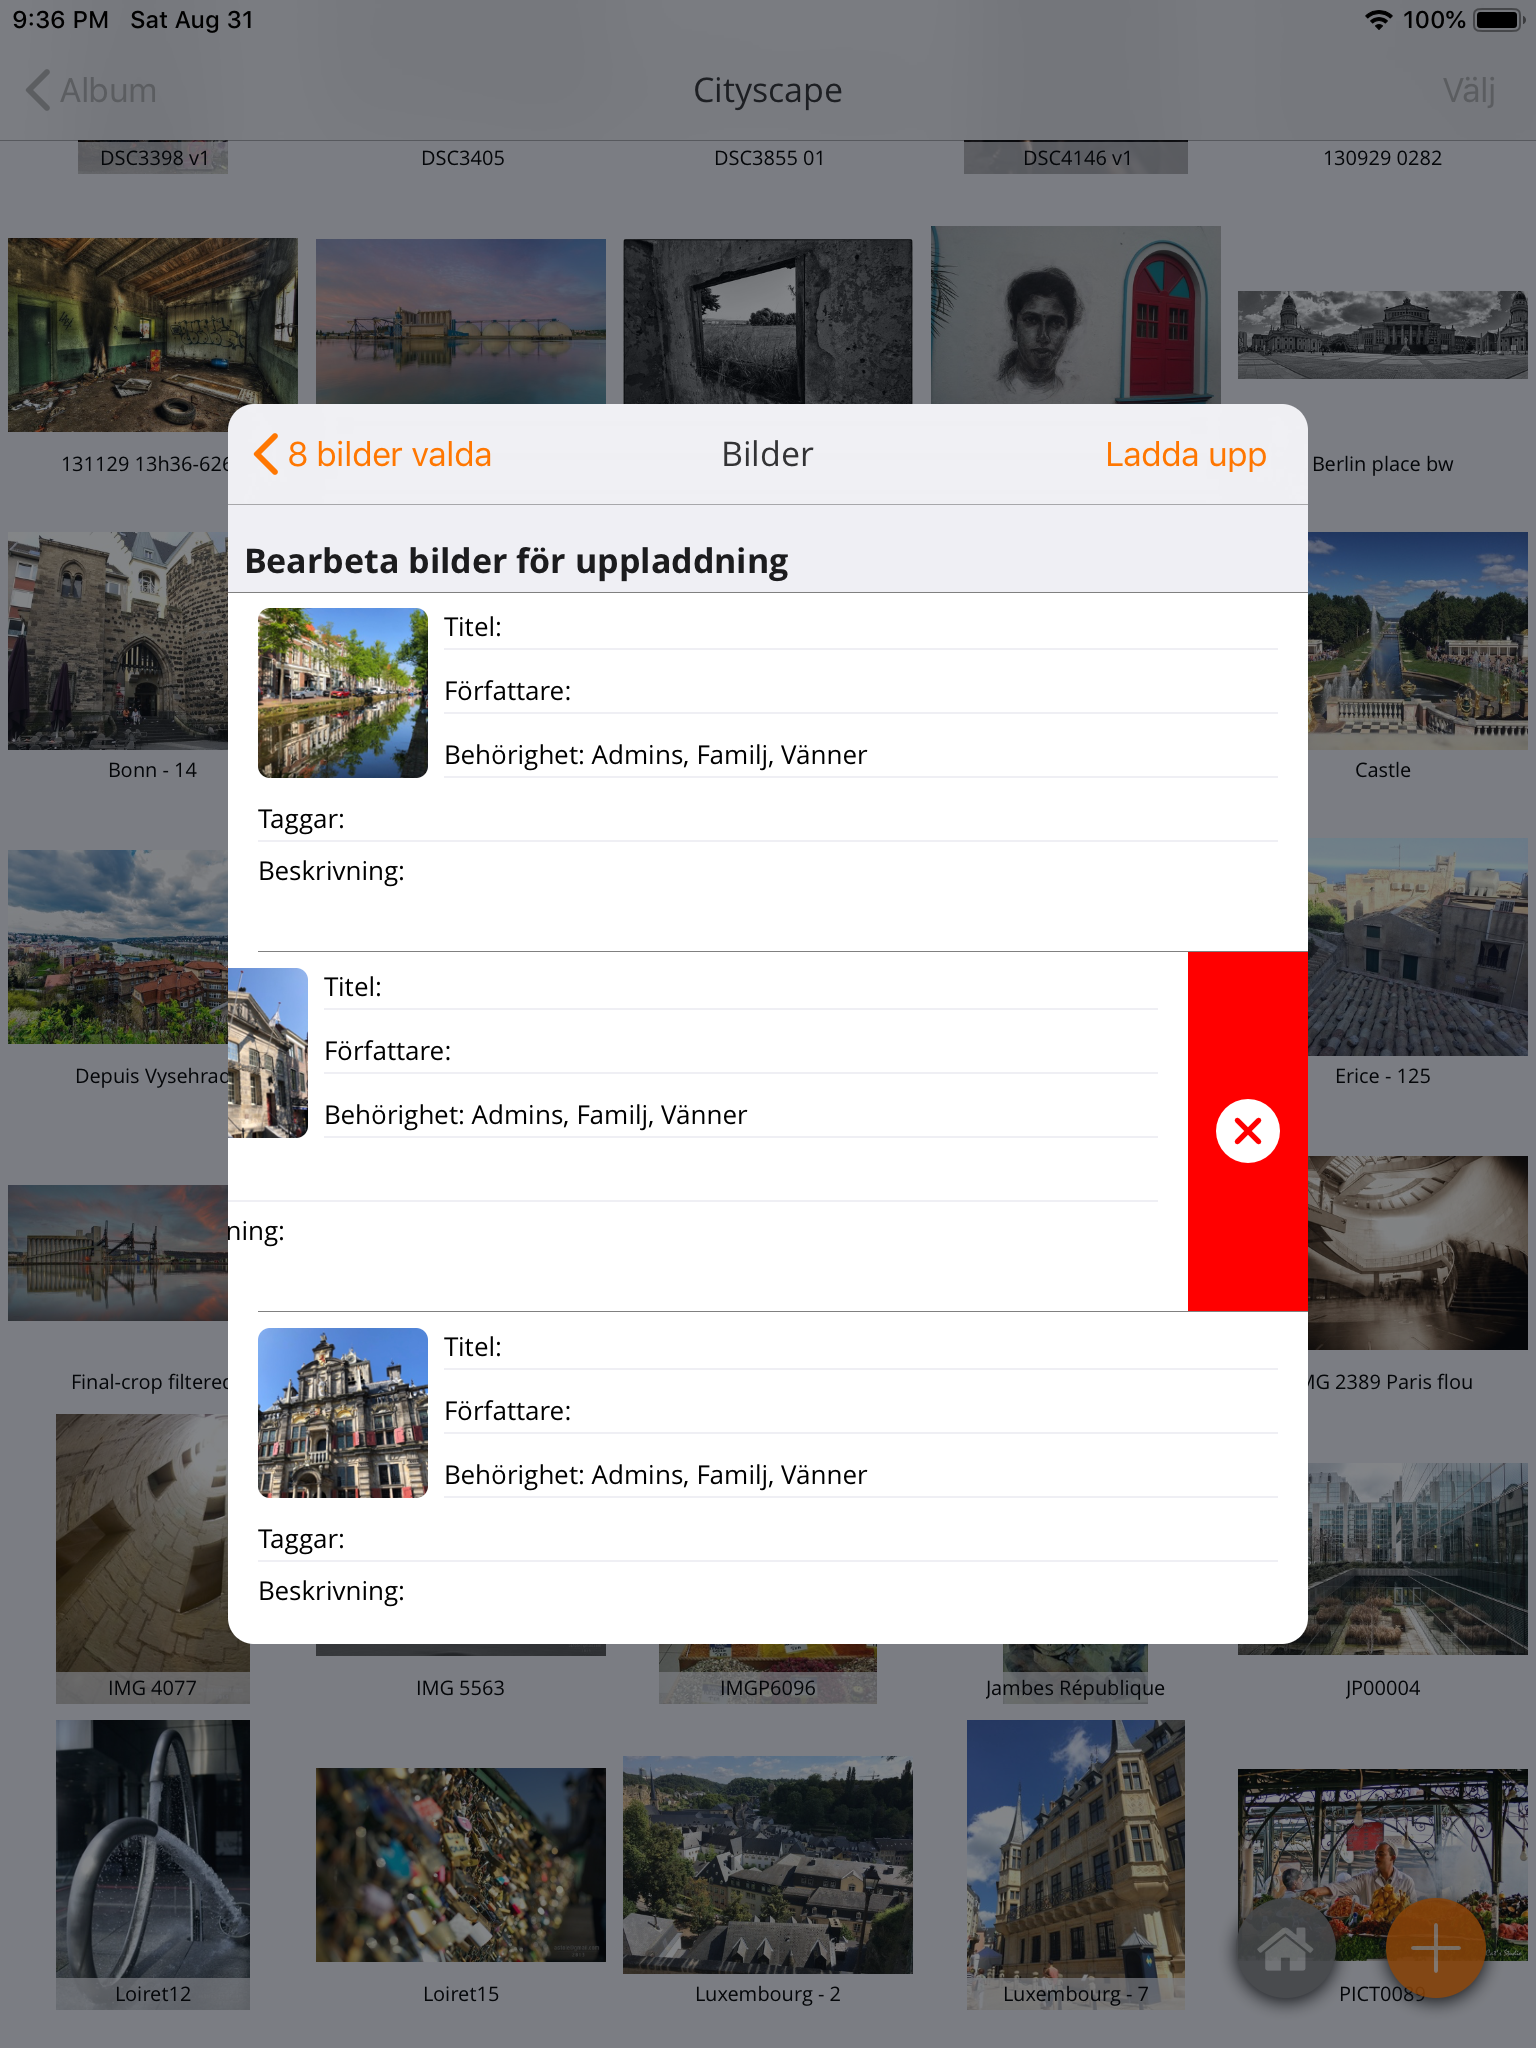 9:36 PM Sat Aug 31 100%
Album Cityscape Välj
DSC3398 v1 DSC3405 DSC3855 01 DSC4146 v1 130929 0282
131129 13h36-626 Berlin place bw
8 bilder valda Bilder Ladda upp
Bearbeta bilder för uppladdning
Titel:
Författare:
Behörighet: Admins, Familj, Vänner
Bonn - 14 Castle
Taggar:
Beskrivning:
Titel:
Författare:
Depuis Vysehrad Erice - 125
Behörighet: Admins, Familj, Vänner
ning:
Titel:
Final-crop filtered MG 2389 Paris flou
Författare:
Behörighet: Admins, Familj, Vänner
Taggar:
Beskrivning:
IMG 4077 IMG 5563 IMGP6096 Jambes République JP00004
Loiret12 Loiret15 Luxembourg - 2 Luxembourg - 7 PICT0089